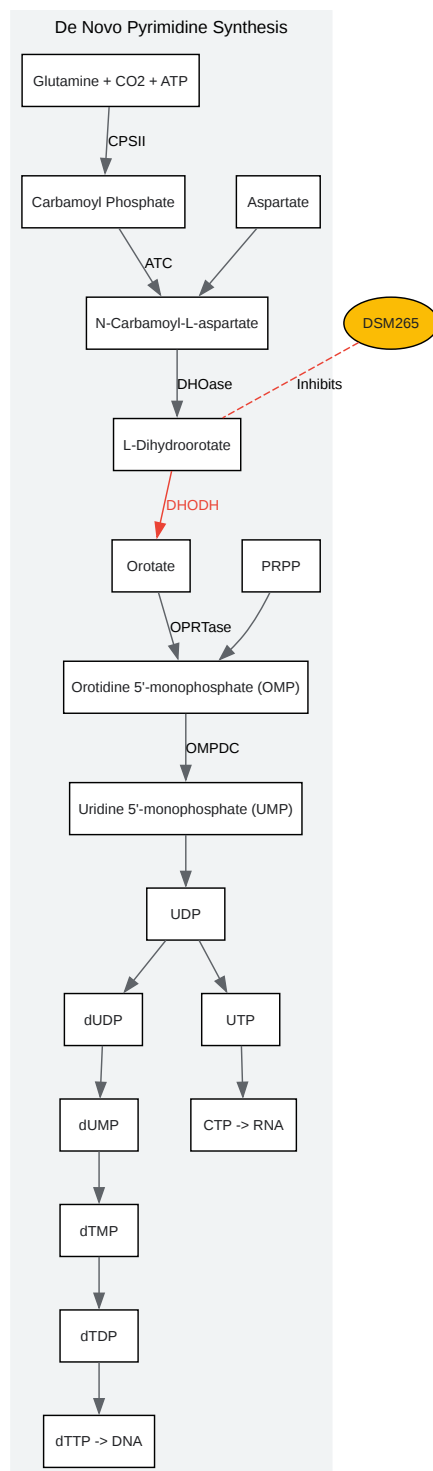 De Novo Pyrimidine Synthesis
Glutamine + CO2 + ATP
CPSII
Carbamoyl Phosphate
Aspartate
ATC
N-Carbamoyl-L-aspartate
DSM265
DHOase
Inhibits
L-Dihydroorotate
DHODH
Orotate
PRPP
OPRTase
Orotidine 5'-monophosphate (OMP)
OMPDC
Uridine 5'-monophosphate (UMP)
UDP
dUDP
UTP
dUMP
CTP -> RNA
dTMP
dTDP
dTTP -> DNA